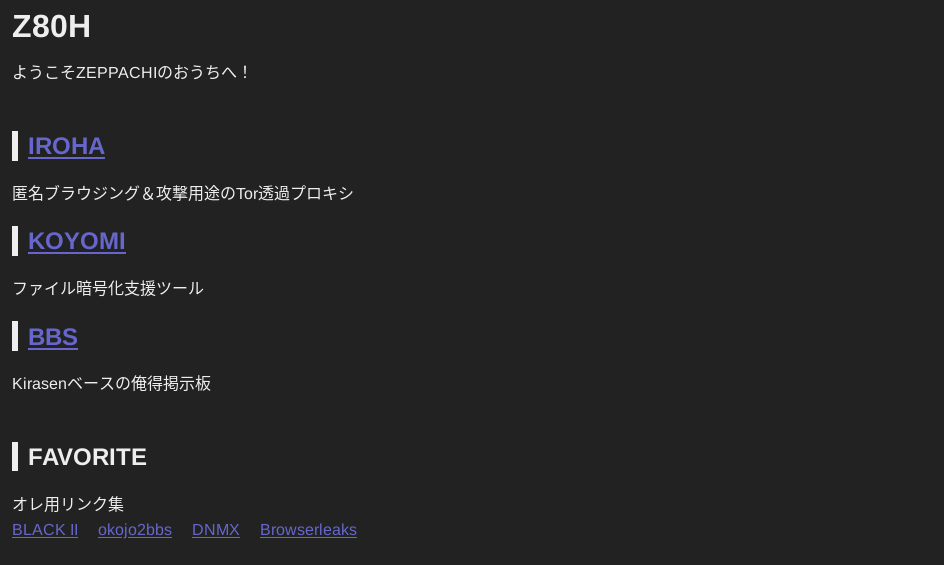 Z80H
ようこそZEPPACHIのおうちへ！
IROHA
匿名ブラウジング＆攻撃用途のTor透過プロキシ
KOYOMI
ファイル暗号化支援ツール
BBS
Kirasenベースの俺得掲示板
FAVORITE
オレ用リンク集
BLACK II okojo2bbs DNMX Browserleaks